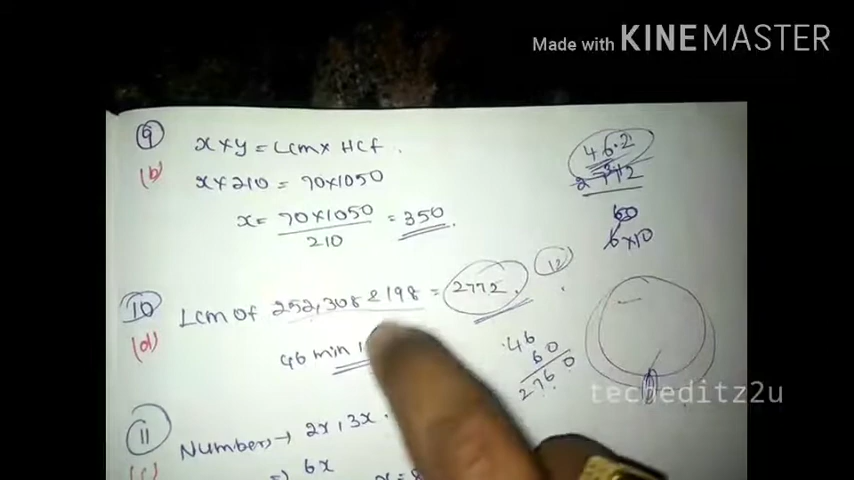 Made with KINEMASTER
9
(b)
x×y = Lcm× HCF .
x×210 = 70×1050
x= 70×1050 / 210 = 350 .
46.2
2772
60
6×10
10
(d)
Lcm OF 252,308 & 198 = 2772 .
12
46 min
46
60
2760
techeditz2u
11
Numbers → 2x, 3x .
⇒ 6x